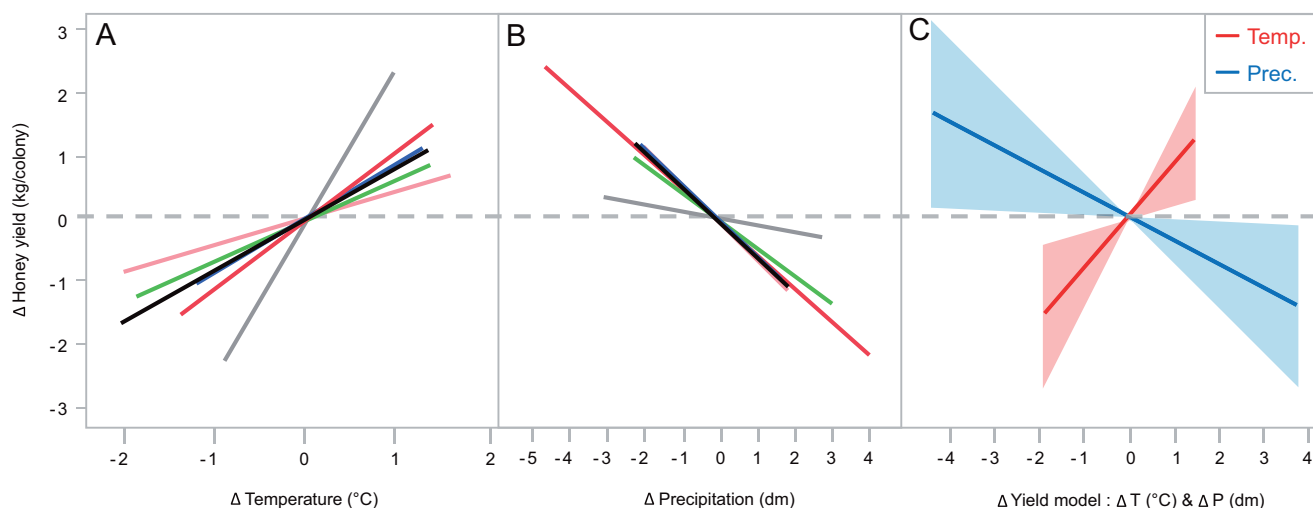 A
B
C
Temp.
Prec.
3
2
1
0
-1
-2
-3
Δ Honey yield (kg/colony)
-2 -1 0 1 2
-5 -4 -3 -2 -1 0 1 2 3 4
-4 -3 -2 -1 0 1 2 3 4
Δ Temperature (°C)
Δ Precipitation (dm)
Δ Yield model : Δ T (°C) & Δ P (dm)